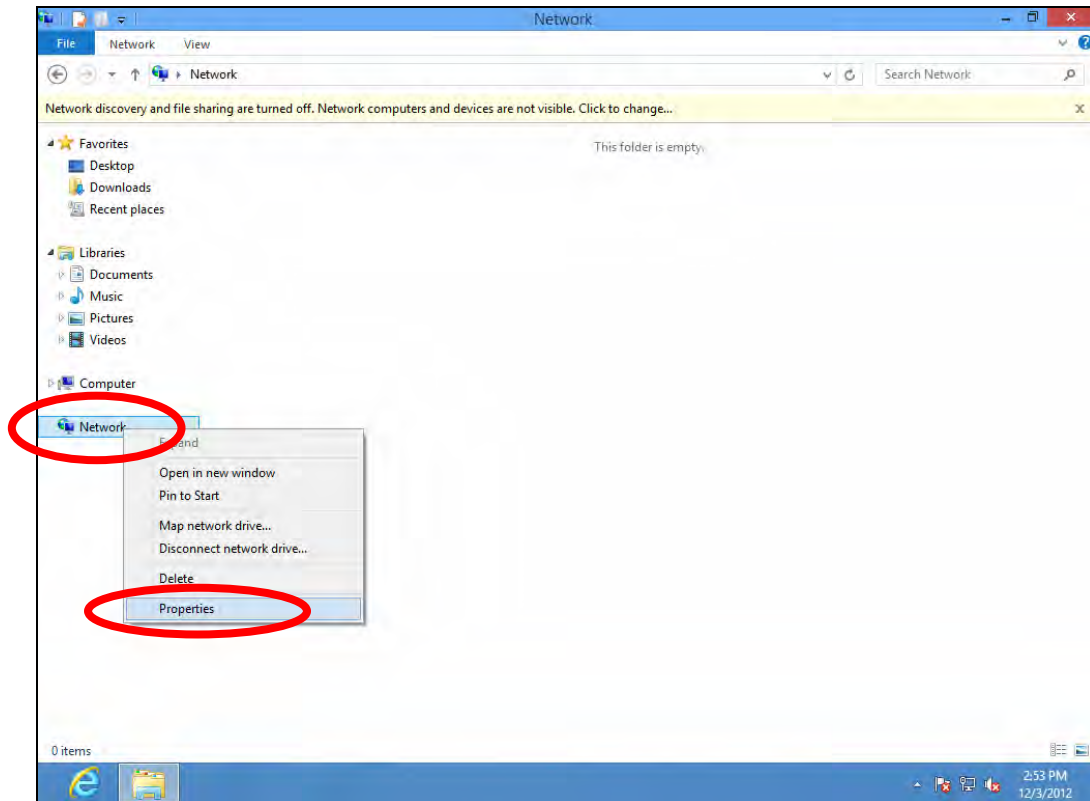 Network
File Network View
Network
Search Network
Network discovery and file sharing are turned off. Network computers and devices are not visible. Click to change...
Favorites
This folder is empty.
Desktop
Downloads
Recent places
Libraries
Documents
Music
Pictures
Videos
Computer
Network
Expand
Open in new window
Pin to Start
Map network drive...
Disconnect network drive...
Delete
Properties
0 items
2:53 PM
12/3/2012